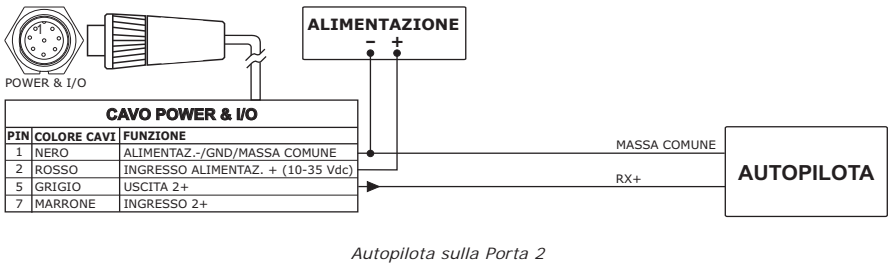 1
POWER & I/O
ALIMENTAZIONE
– +
CAVO POWER & I/O
PIN COLORE CAVI FUNZIONE
1 NERO ALIMENTAZ.-/GND/MASSA COMUNE
2 ROSSO INGRESSO ALIMENTAZ. + (10-35 Vdc)
5 GRIGIO USCITA 2+
7 MARRONE INGRESSO 2+
MASSA COMUNE
RX+
AUTOPILOTA
Autopilota sulla Porta 2